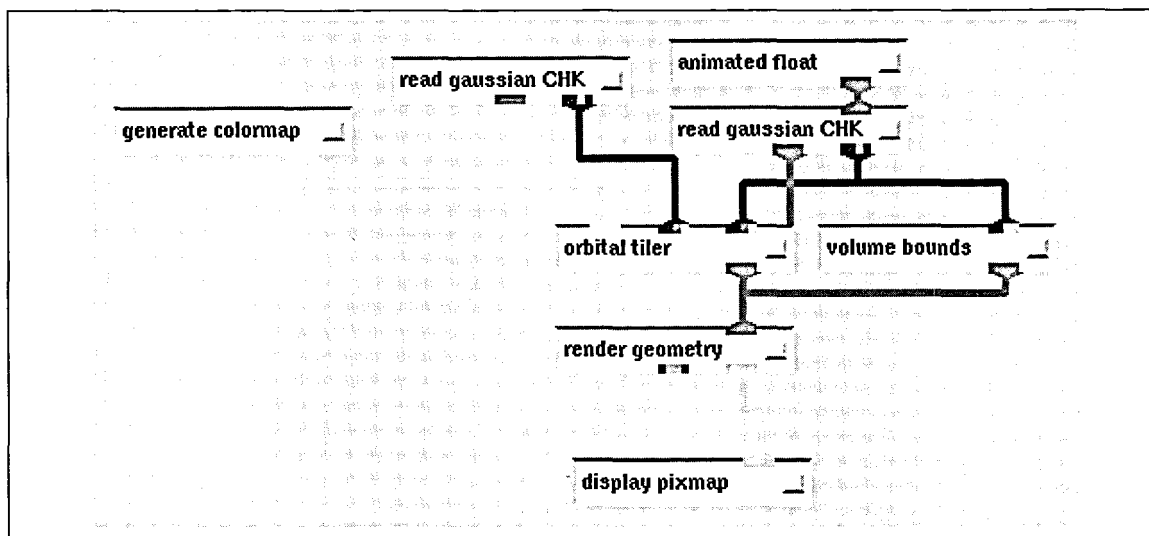 animated float
read gaussian CHK
generate colormap
read gaussian CHK
orbital tiler
volume bounds
render geometry
display pixmap